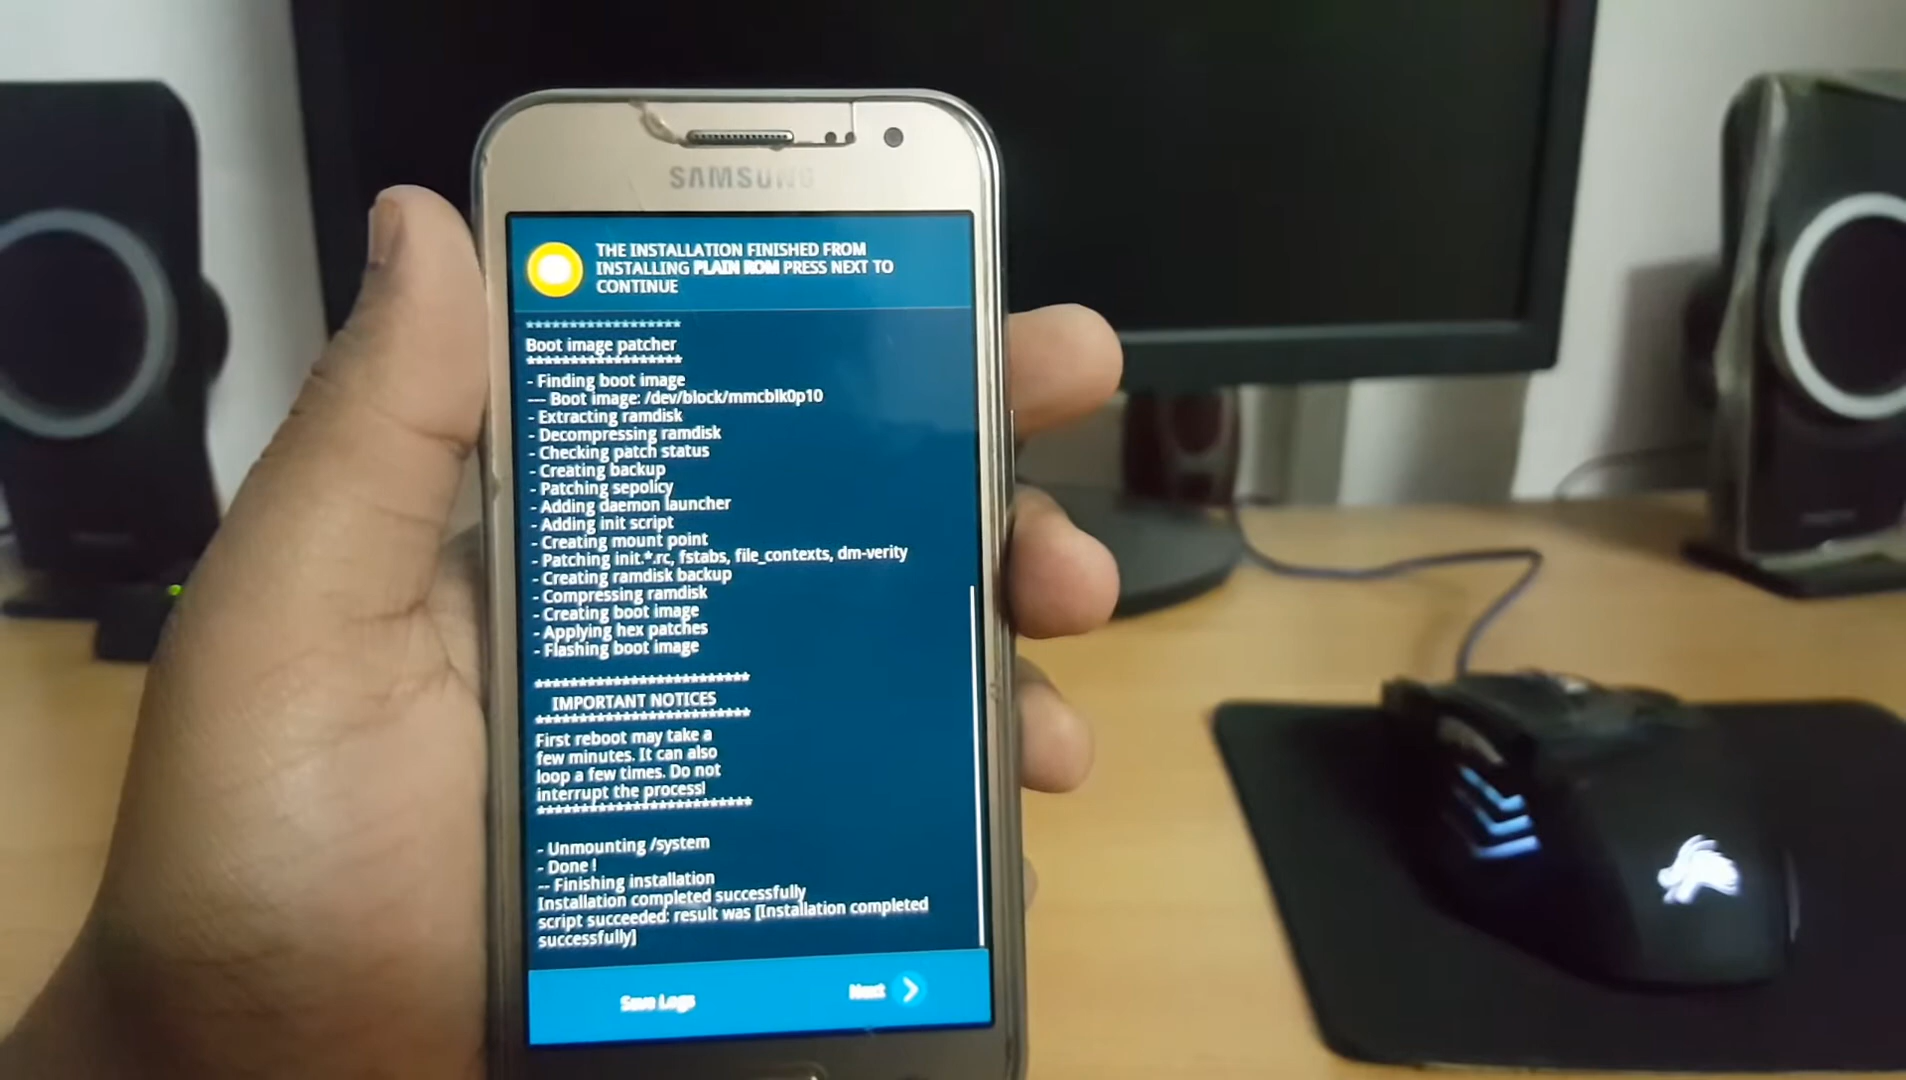 SAMSUNG
THE INSTALLATION FINISHED FROM
INSTALLING PLAIN ROM PRESS NEXT TO
CONTINUE
******************
Boot image patcher
******************
- Finding boot image
--- Boot image: /dev/block/mmcblk0p10
- Extracting ramdisk
- Decompressing ramdisk
- Checking patch status
- Creating backup
- Patching sepolicy
- Adding daemon launcher
- Adding init script
- Creating mount point
- Patching init.*.rc, fstabs, file_contexts, dm-verity
- Creating ramdisk backup
- Compressing ramdisk
- Creating boot image
- Applying hex patches
- Flashing boot image
*************************
IMPORTANT NOTICES
*************************
First reboot may take a
few minutes. It can also
loop a few times. Do not
interrupt the process!
*************************
- Unmounting /system
- Done !
-- Finishing installation
Installation completed successfully
script succeeded: result was [Installation completed
successfully]
Save Logs
Next